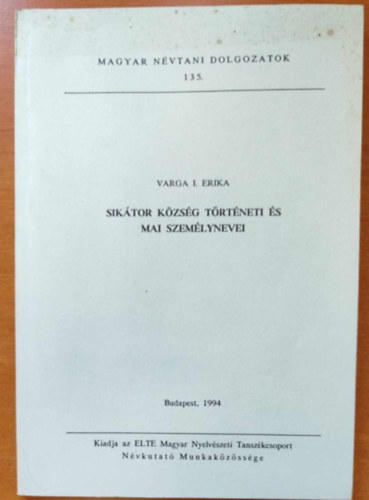 MAGYAR NÉVTANI DOLGOZATOK
135.
VARGA I. ERIKA
SIKÁTOR KÖZSÉG TÖRTÉNETI ÉS
MAI SZEMÉLYNEVEI
Budapest, 1994
Kiadja az ELTE Magyar Nyelvészeti Tanszékcsoport
Névkutató Munkaközössége